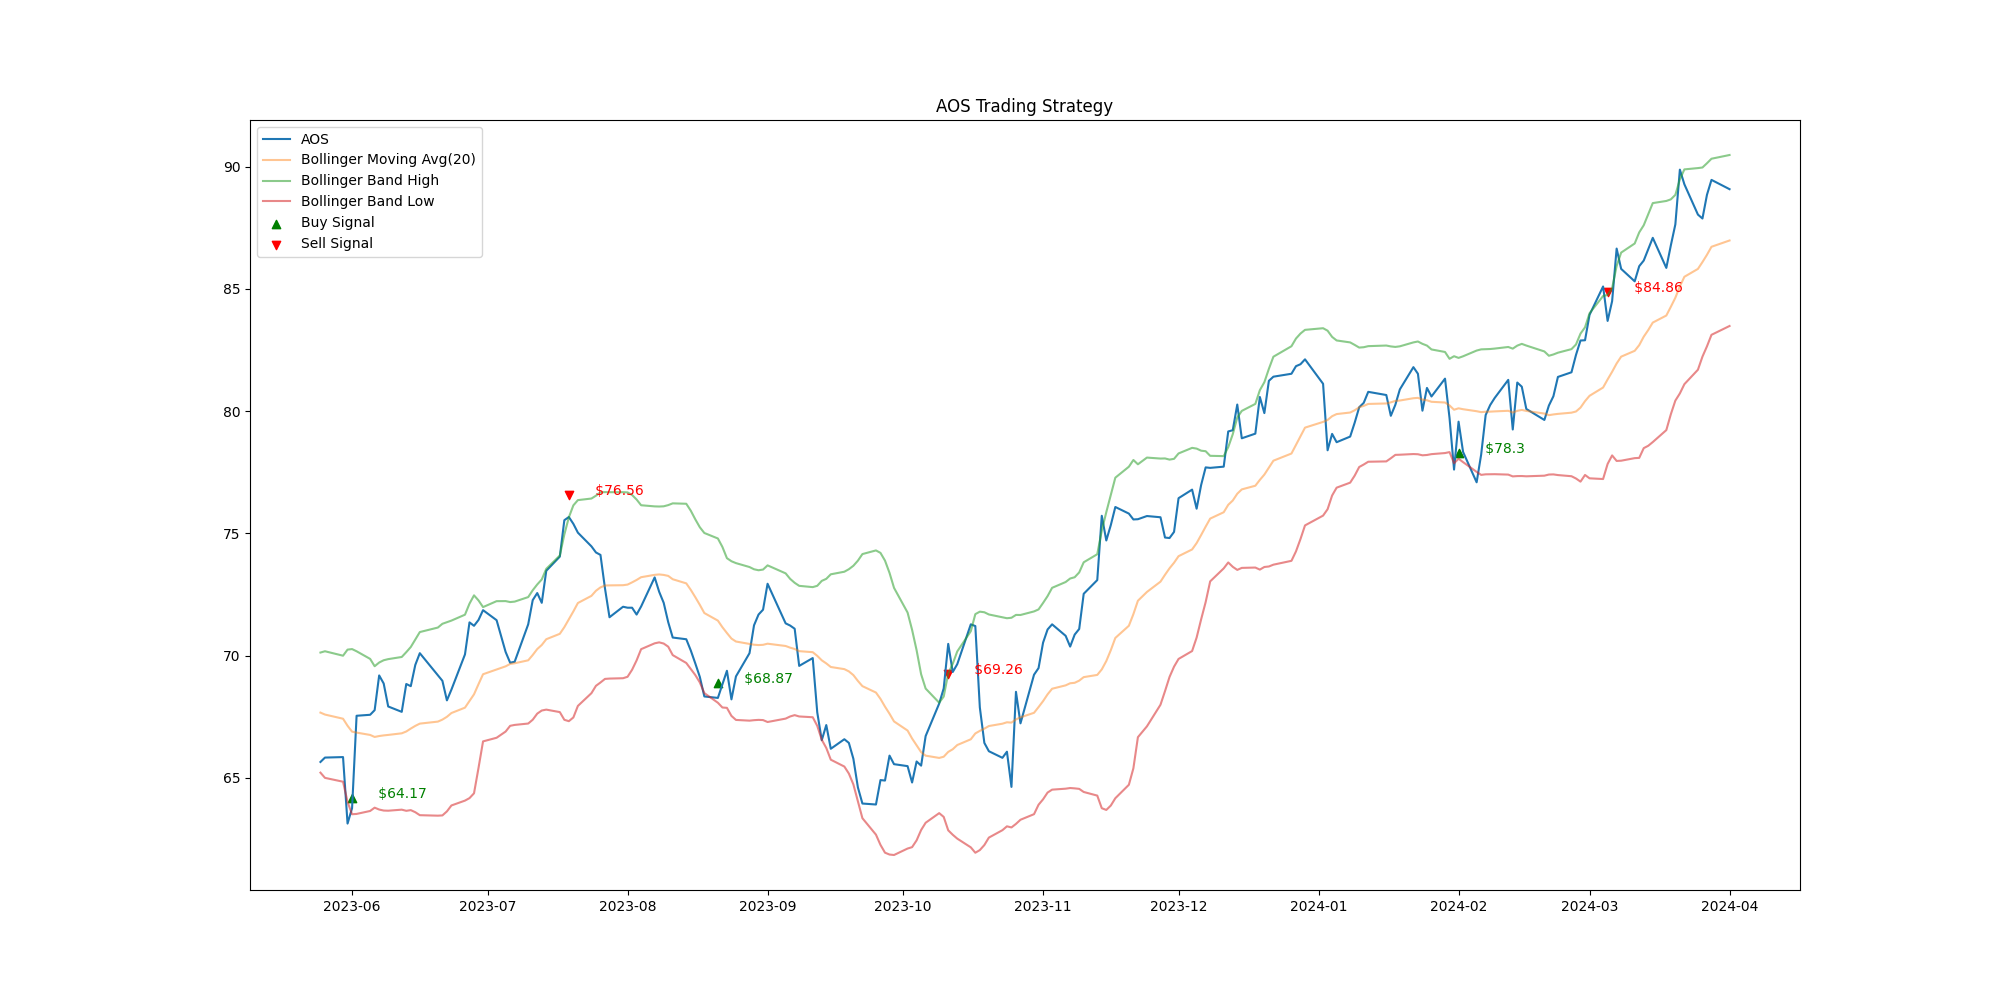 AOS Trading Strategy
AOS
Bollinger Moving Avg(20)
Bollinger Band High
Bollinger Band Low
Buy Signal
Sell Signal
90
85
80
75
70
65
$64.17
$76.56
$68.87
$69.26
$78.3
$84.86
2023-06 2023-07 2023-08 2023-09 2023-10 2023-11 2023-12 2024-01 2024-02 2024-03 2024-04